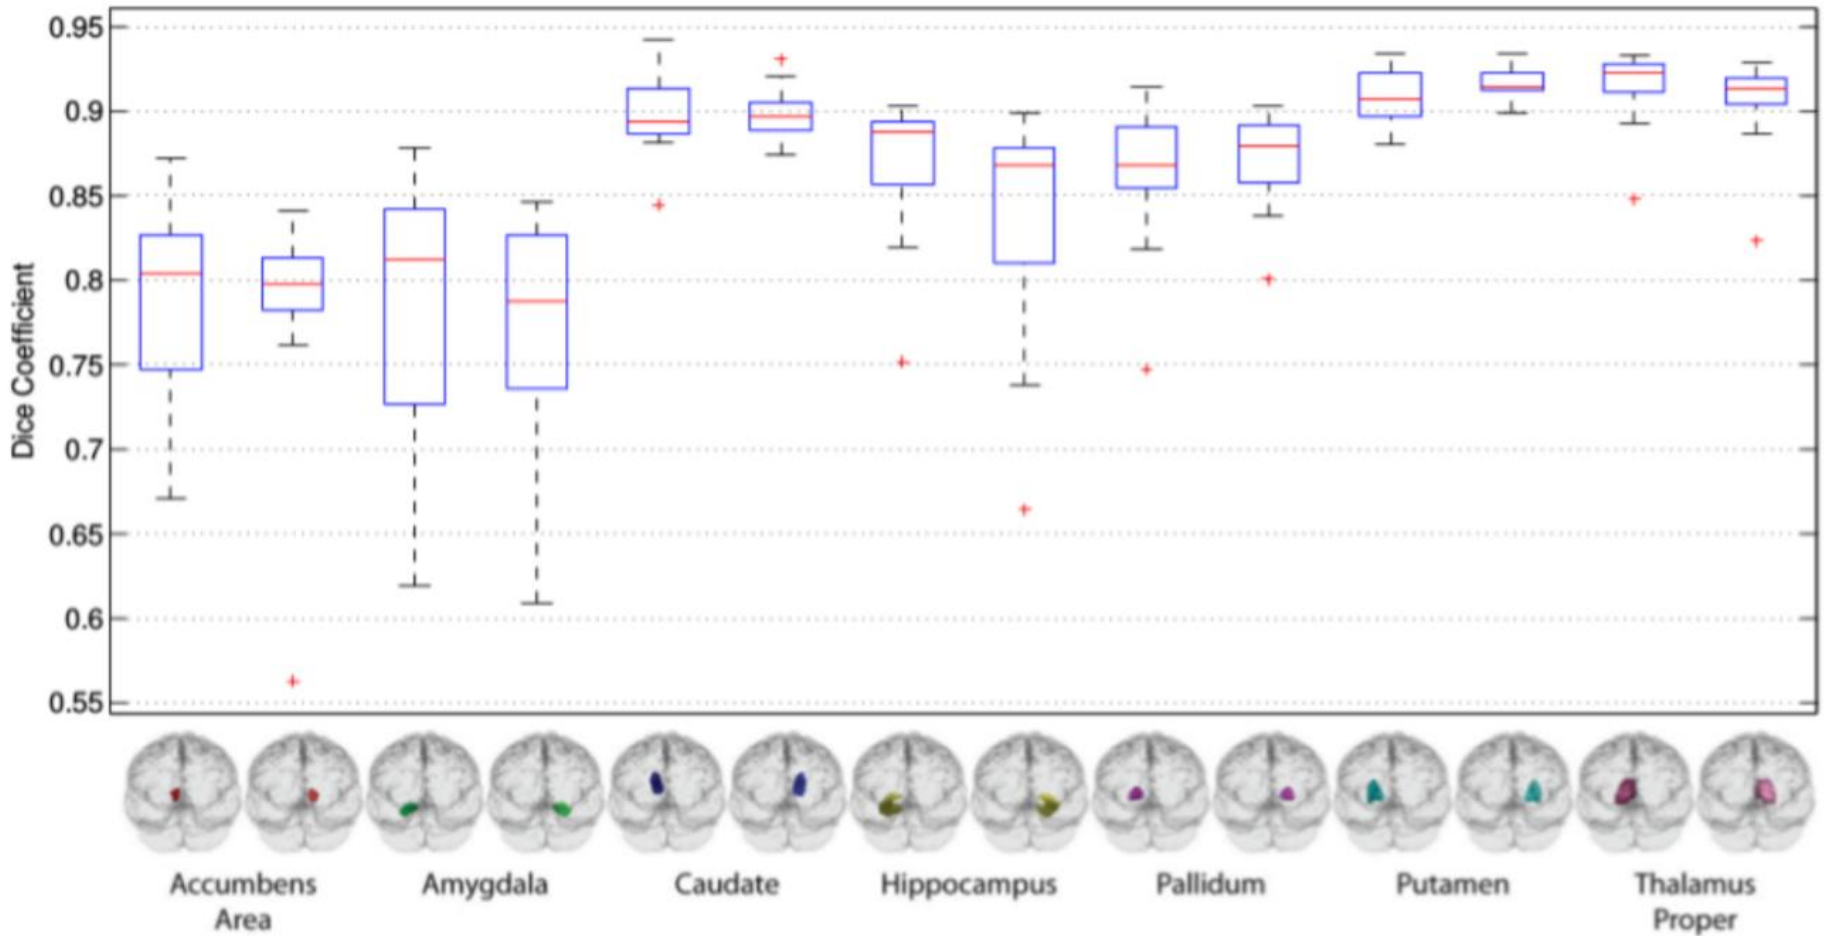 0.95
0.9
0.85
0.8
0.75
0.7
0.65
0.6
0.55
Dice Coefficient
Accumbens Area
Amygdala
Caudate
Hippocampus
Pallidum
Putamen
Thalamus Proper